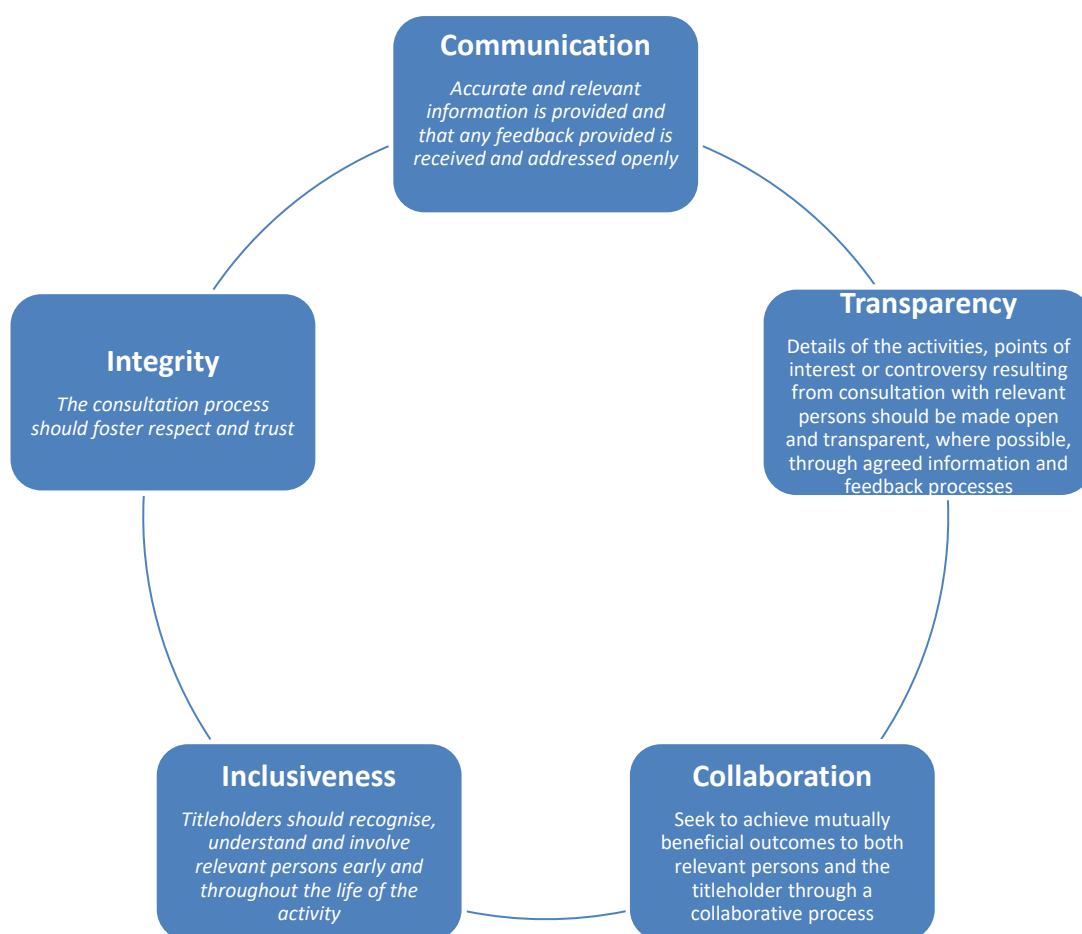 Communication
Accurate and relevant
information is provided and
that any feedback provided is
received and addressed openly
Transparency
Details of the activities, points of
interest or controversy resulting
from consultation with relevant
persons should be made open
and transparent, where possible,
through agreed information and
feedback processes
Collaboration
Seek to achieve mutually
beneficial outcomes to both
relevant persons and the
titleholder through a
collaborative process
Inclusiveness
Titleholders should recognise,
understand and involve
relevant persons early and
throughout the life of the
activity
Integrity
The consultation process
should foster respect and trust